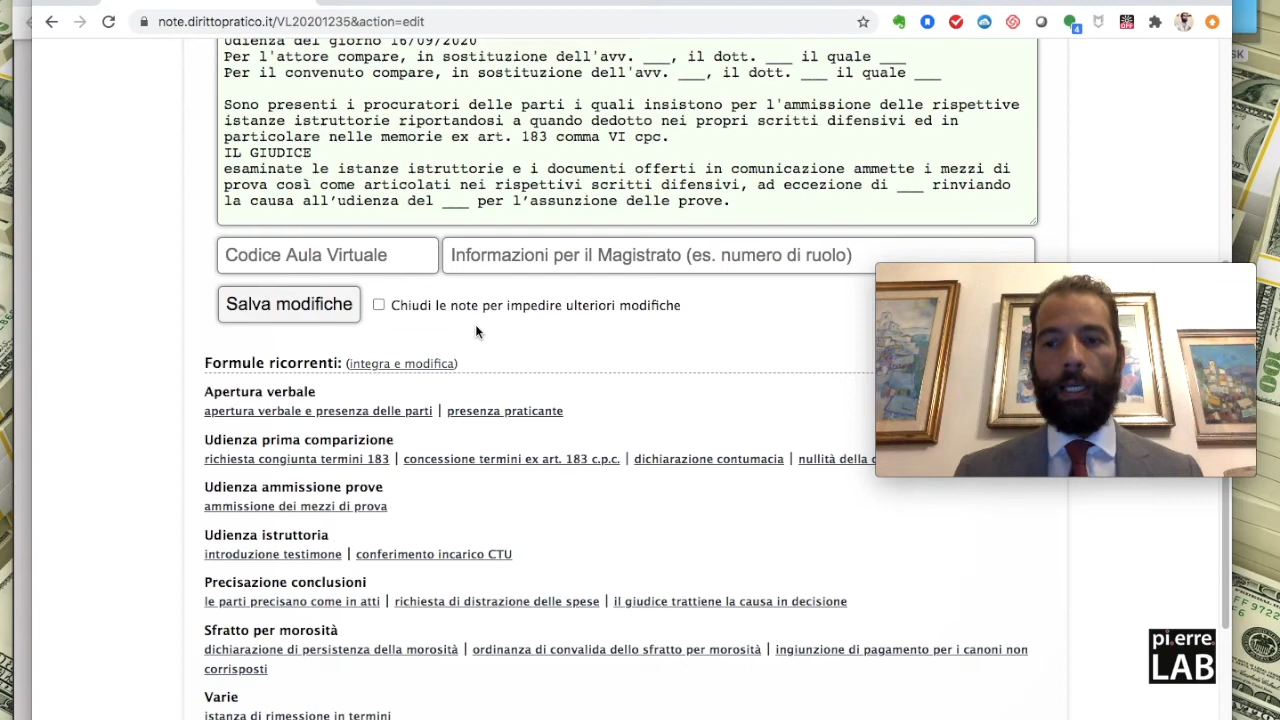 note.dirittopratico.it/VL20201235&action=edit
4
OFF
SK
Udienza del giorno 16/09/2020
Per l'attore compare, in sostituzione dell'avv. ___, il dott. ___ il quale ___
Per il convenuto compare, in sostituzione dell'avv. ___, il dott. ___ il quale ___
Sono presenti i procuratori delle parti i quali insistono per l'ammissione delle rispettive
istanze istruttorie riportandosi a quando dedotto nei propri scritti difensivi ed in
particolare nelle memorie ex art. 183 comma VI cpc.
IL GIUDICE
esaminate le istanze istruttorie e i documenti offerti in comunicazione ammette i mezzi di
prova così come articolati nei rispettivi scritti difensivi, ad eccezione di ___ rinviando
la causa all’udienza del ___ per l’assunzione delle prove.
Codice Aula Virtuale
Informazioni per il Magistrato (es. numero di ruolo)
Salva modifiche
Chiudi le note per impedire ulteriori modifiche
Formule ricorrenti: (integra e modifica)
Apertura verbale
apertura verbale e presenza delle parti | presenza praticante
Udienza prima comparizione
richiesta congiunta termini 183 | concessione termini ex art. 183 c.p.c. | dichiarazione contumacia | nullità della
Udienza ammissione prove
ammissione dei mezzi di prova
Udienza istruttoria
introduzione testimone | conferimento incarico CTU
Precisazione conclusioni
le parti precisano come in atti | richiesta di distrazione delle spese | il giudice trattiene la causa in decisione
Sfratto per morosità
dichiarazione di persistenza della morosità | ordinanza di convalida dello sfratto per morosità | ingiunzione di pagamento per i canoni non
corrisposti
Varie
istanza di rimessione in termini
pi.erre.
LAB